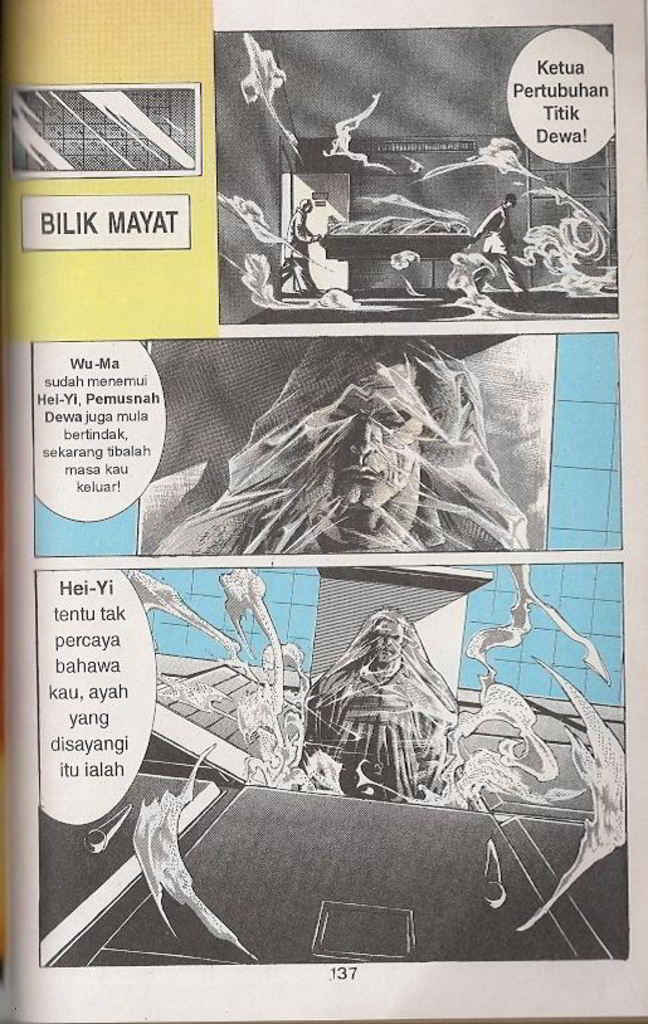 BILIK MAYAT
Ketua
Pertubuhan
Titik
Dewa!
Wu-Ma
sudah menemui
Hei-Yi, Pemusnah
Dewa juga mula
bertindak,
sekarang tibalah
masa kau
keluar!
Hei-Yi
tentu tak
percaya
bahawa
kau, ayah
yang
disayangi
itu ialah
137